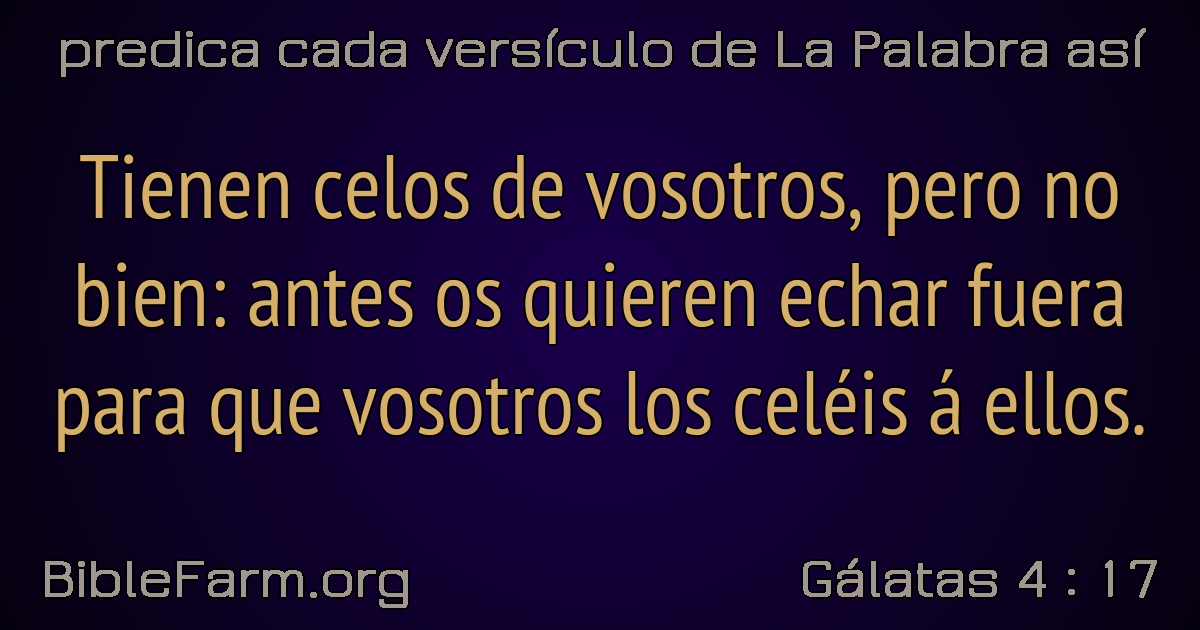 predica cada versículo de La Palabra así
Tienen celos de vosotros, pero no
bien: antes os quieren echar fuera
para que vosotros los celéis á ellos.
BibleFarm.org
Gálatas 4 : 17